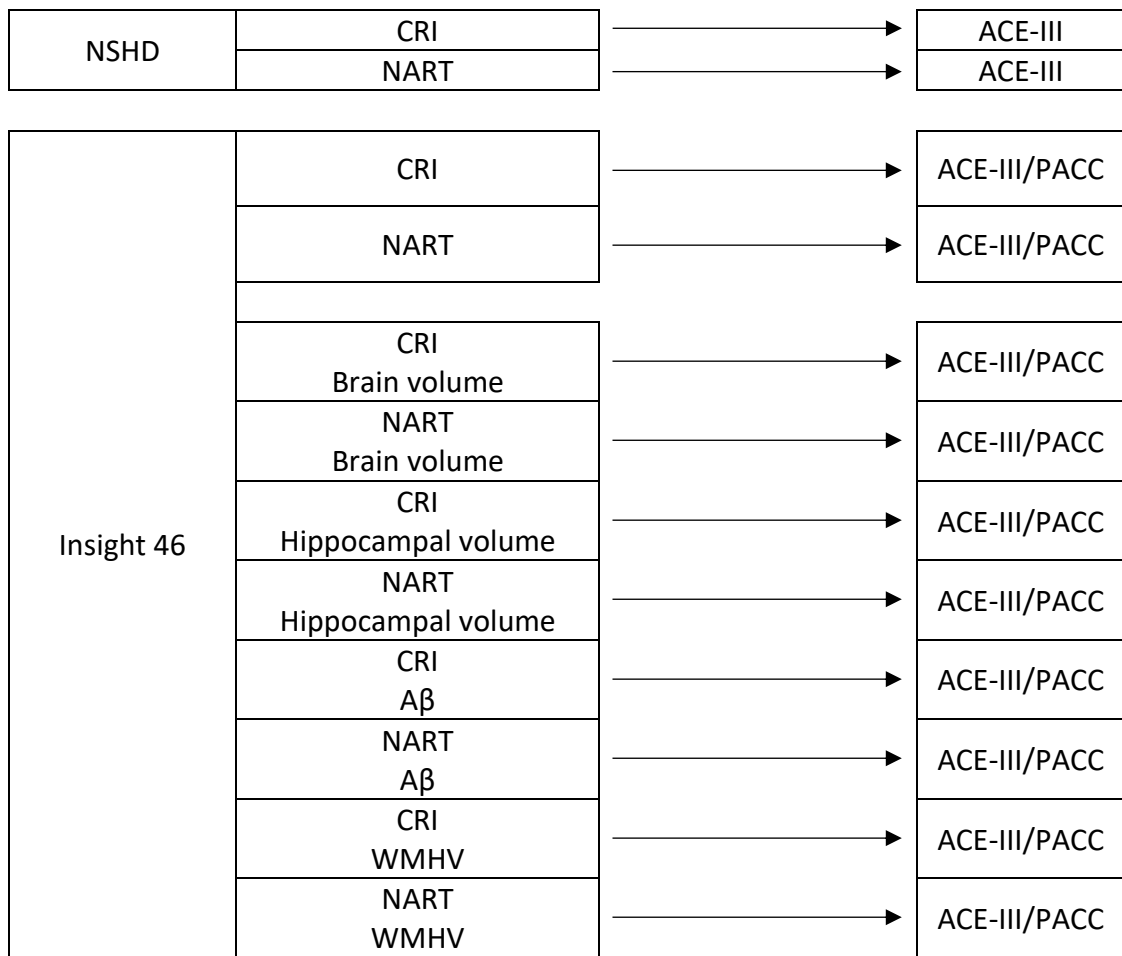 NSHD
CRI
ACE-III
NART
ACE-III
Insight 46
CRI
ACE-III/PACC
NART
ACE-III/PACC
CRI
Brain volume
ACE-III/PACC
NART
Brain volume
ACE-III/PACC
CRI
Hippocampal volume
ACE-III/PACC
NART
Hippocampal volume
ACE-III/PACC
CRI
Aβ
ACE-III/PACC
NART
Aβ
ACE-III/PACC
CRI
WMHV
ACE-III/PACC
NART
WMHV
ACE-III/PACC